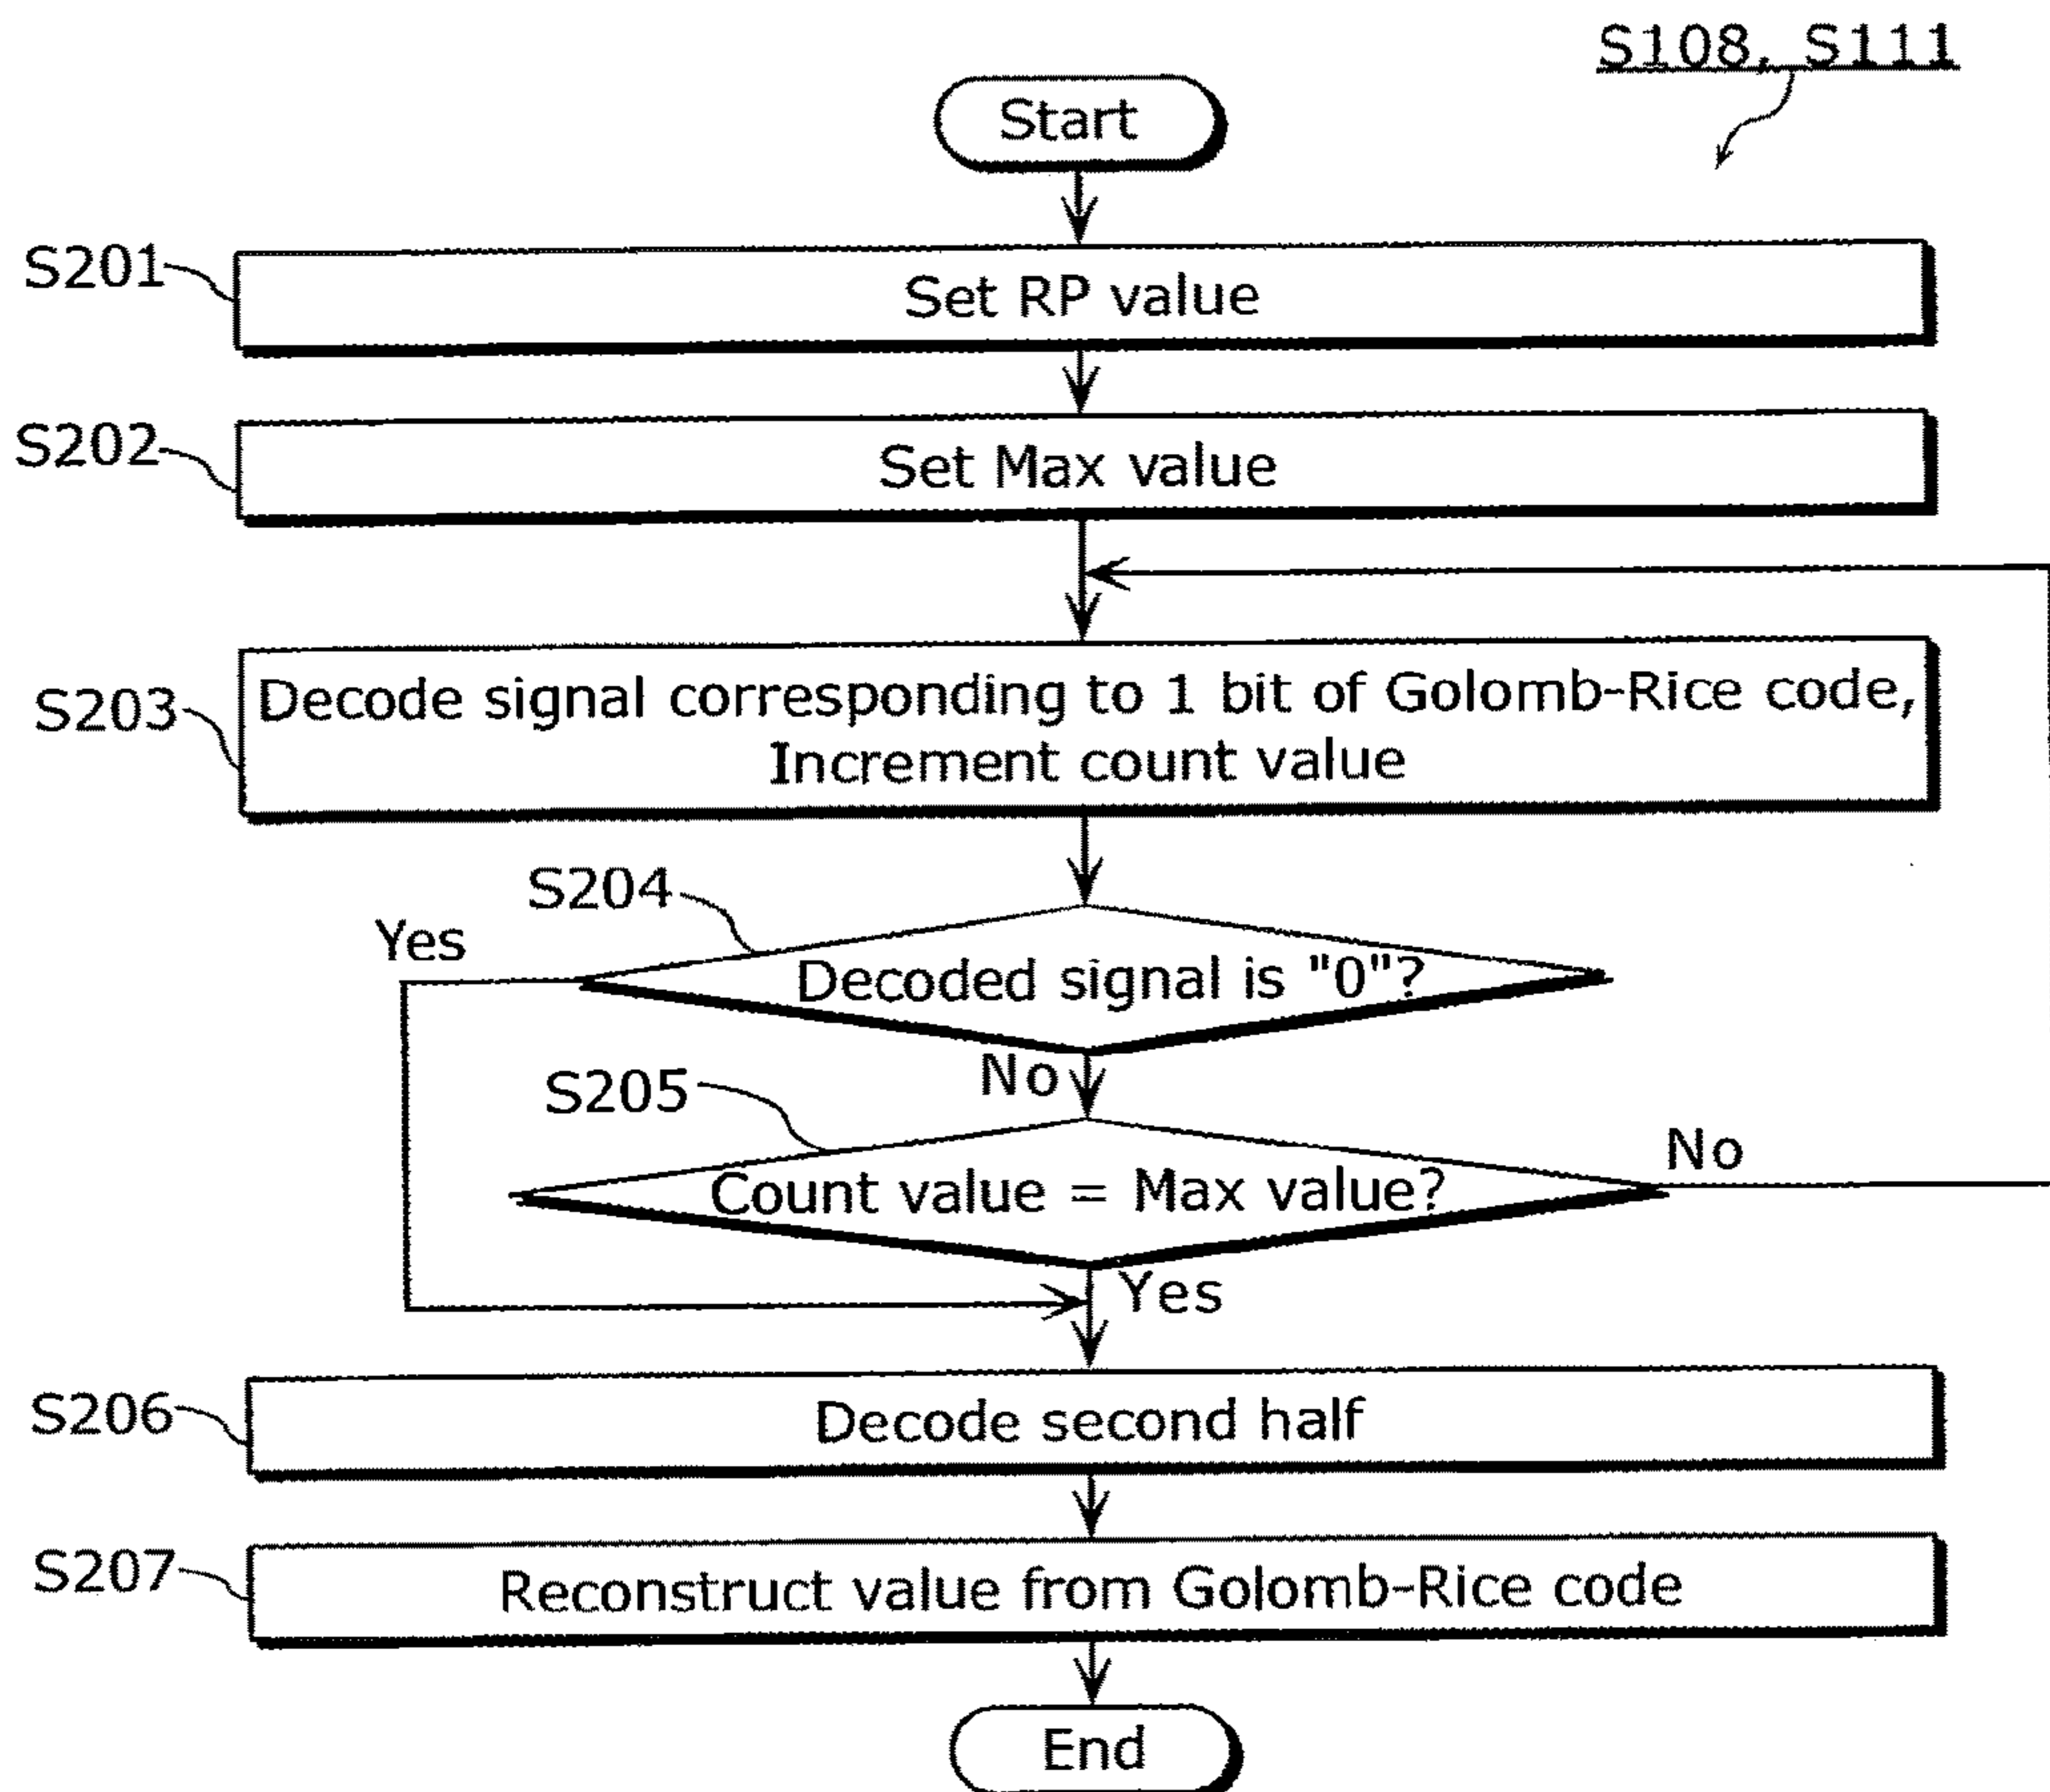 S108, S111
Start
S201
Set RP value
S202
Set Max value
S203
Decode signal corresponding to 1 bit of Golomb-Rice code,
Increment count value
S204
Yes
Decoded signal is "0"?
No
S205
No
Count value = Max value?
Yes
S206
Decode second half
S207
Reconstruct value from Golomb-Rice code
End